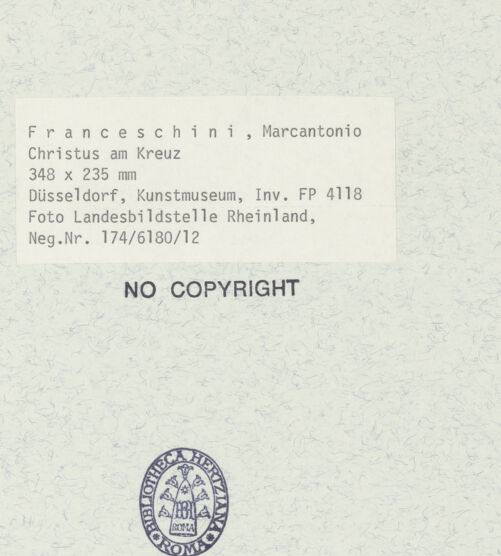 F r a n c e s c h i n i , Marcantonio
Christus am Kreuz
348 x 235 mm
Düsseldorf, Kunstmuseum, Inv. FP 4118
Foto Landesbildstelle Rheinland,
Neg.Nr. 174/6180/12
NO COPYRIGHT
BIBLIOTHECA HERTZIANA
ROMA
ROMA